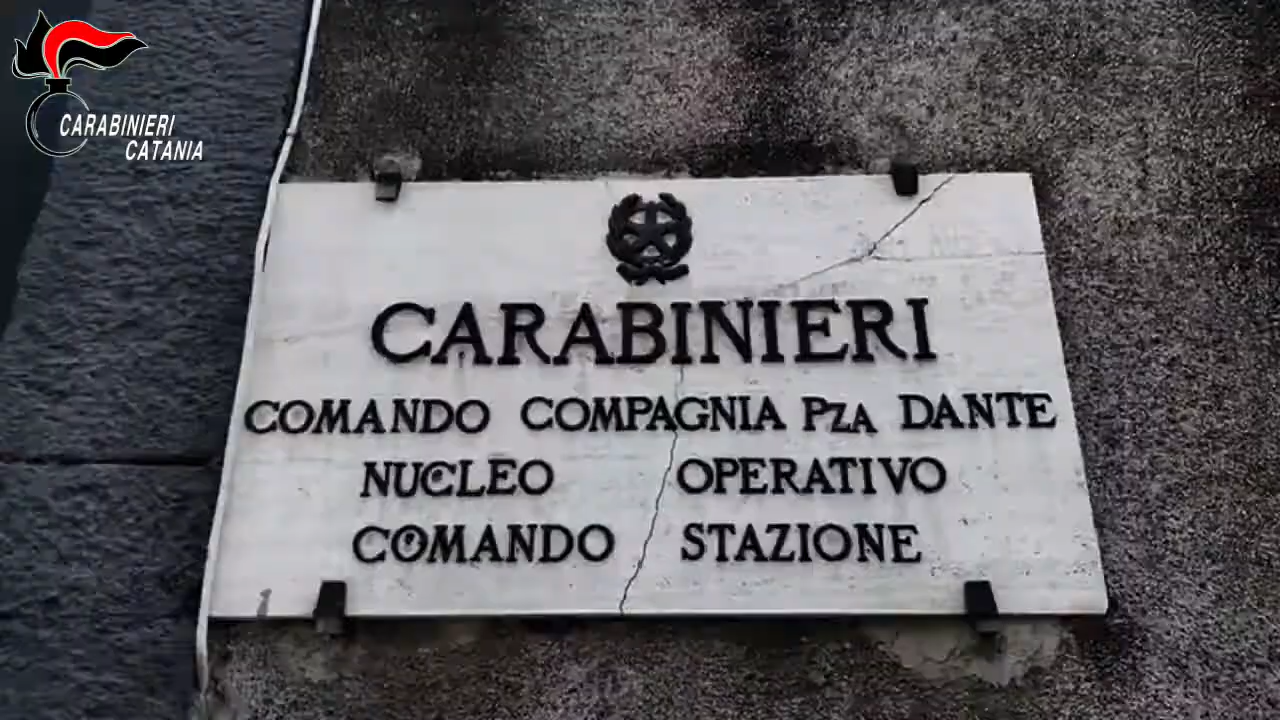 CARABINIERI
CATANIA
CARABINIERI
COMANDO COMPAGNIA PZA DANTE
NUCLEO OPERATIVO
COMANDO STAZIONE